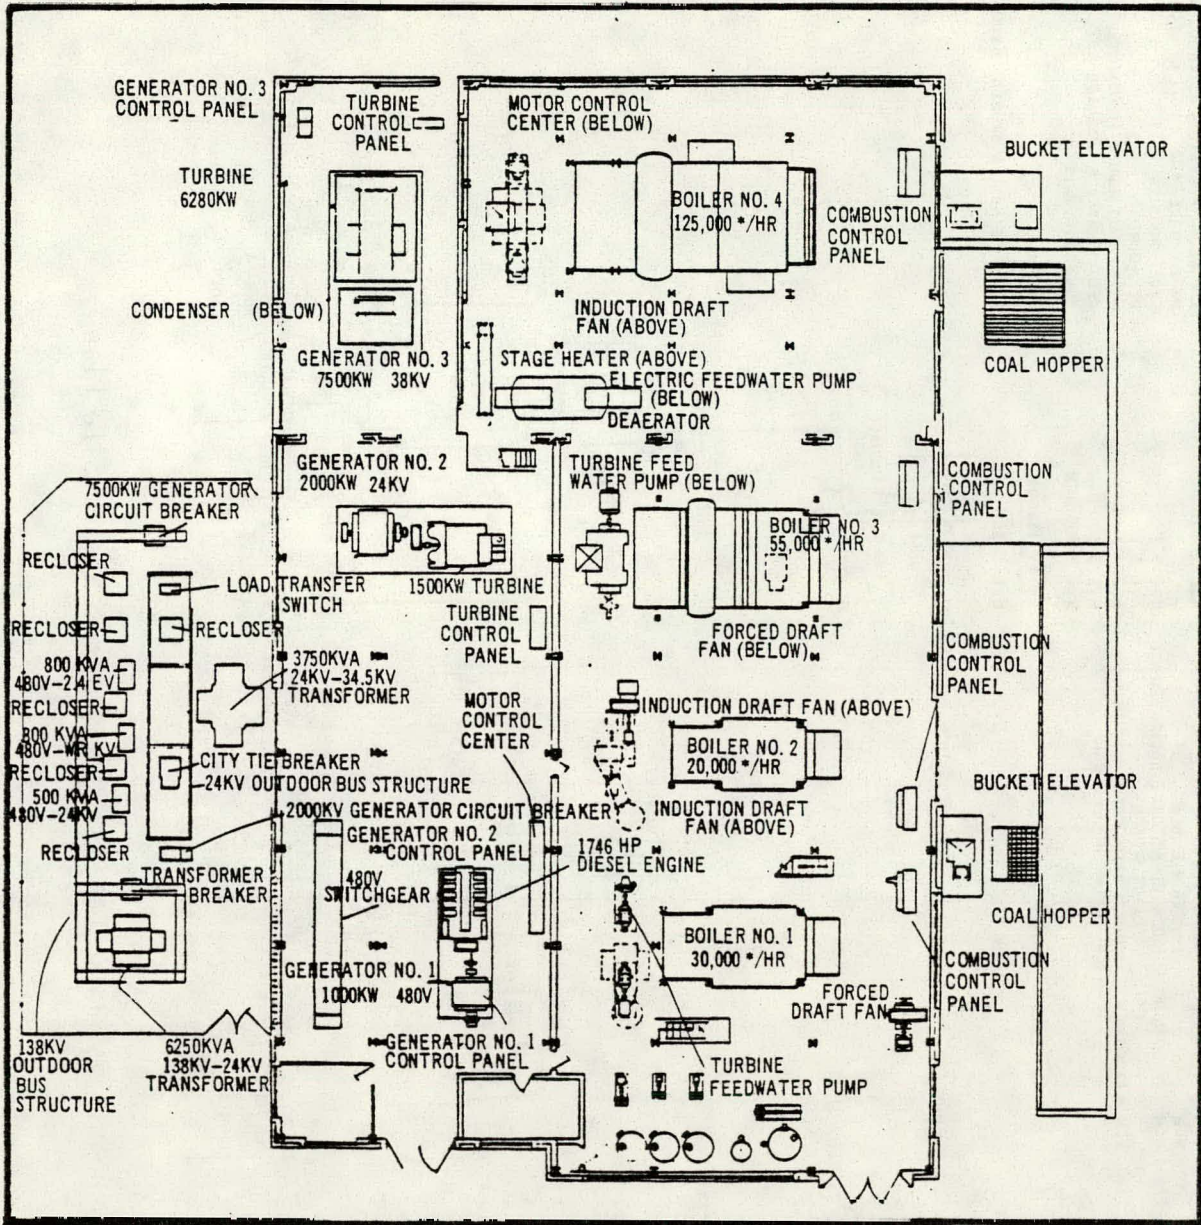 GENERATOR NO. 3
CONTROL PANEL
TURBINE
CONTROL
PANEL
MOTOR CONTROL
CENTER (BELOW)
BUCKET ELEVATOR
TURBINE
6280KW
BOILER NO. 4
125,000 */HR
COMBUSTION
CONTROL
PANEL
CONDENSER (BELOW)
INDUCTION DRAFT
FAN (ABOVE)
GENERATOR NO. 3
7500KW 38KV
STAGE HEATER (ABOVE)
ELECTRIC FEEDWATER PUMP
(BELOW)
DEAERATOR
COAL HOPPER
GENERATOR NO. 2
2000KW 24KV
TURBINE FEED
WATER PUMP (BELOW)
COMBUSTION
CONTROL
PANEL
7500KW GENERATOR
CIRCUIT BREAKER
BOILER NO. 3
55,000 */HR
RECLOSER
LOAD TRANSFER
SWITCH
1500KW TURBINE
RECLOSER
RECLOSER
TURBINE
CONTROL
PANEL
FORCED DRAFT
FAN (BELOW)
COMBUSTION
CONTROL
PANEL
800 KVA
480V-2.4 EV
3750KVA
24KV-34.5KV
TRANSFORMER
RECLOSER
MOTOR
CONTROL
CENTER
INDUCTION DRAFT FAN (ABOVE)
800 KVA
480V-WR KV
BOILER NO. 2
20,000 */HR
RECLOSER
CITY TIE BREAKER
24KV OUTDOOR BUS STRUCTURE
BUCKET ELEVATOR
500 KMA
480V-24KV
2000KV GENERATOR CIRCUIT BREAKER
INDUCTION DRAFT
FAN (ABOVE)
RECLOSER
GENERATOR NO. 2
CONTROL PANEL
1746 HP
DIESEL ENGINE
TRANSFORMER
BREAKER
480V
SWITCHGEAR
COAL HOPPER
BOILER NO. 1
30,000 */HR
COMBUSTION
CONTROL
PANEL
GENERATOR NO. 1
1000KW 480V
FORCED
DRAFT FAN
138KV
OUTDOOR
BUS
STRUCTURE
6250KVA
138KV-24KV
TRANSFORMER
GENERATOR NO. 1
CONTROL PANEL
TURBINE
FEEDWATER PUMP